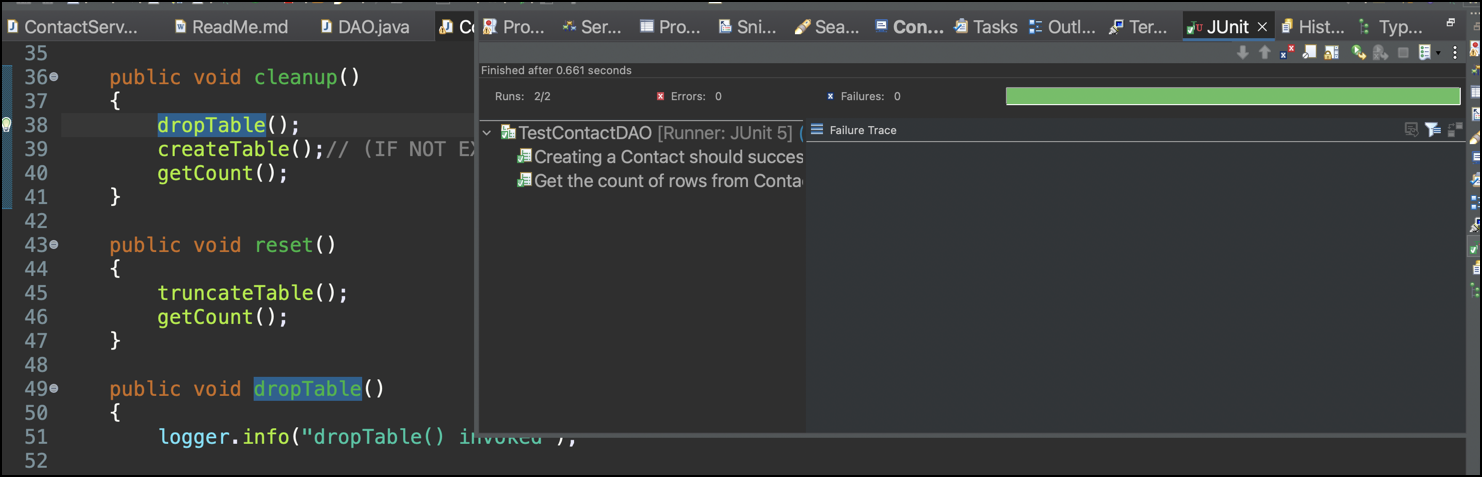 ContactServ... ReadMe.md DAO.java Co
Pro... Ser... Pro... Sni... Sea... Con... Tasks Outl... Ter... JUnit Hist... Typ...
35
36 public void cleanup()
37 {
38 dropTable();
39 createTable();// (IF NOT EX
40 getCount();
41 }
42
43 public void reset()
44 {
45 truncateTable();
46 getCount();
47 }
48
49 public void dropTable()
50 {
51 logger.info("dropTable() invoked");
52
Finished after 0.661 seconds
Runs: 2/2 Errors: 0 Failures: 0
TestContactDAO [Runner: JUnit 5] (
Creating a Contact should succes
Get the count of rows from Conta
Failure Trace